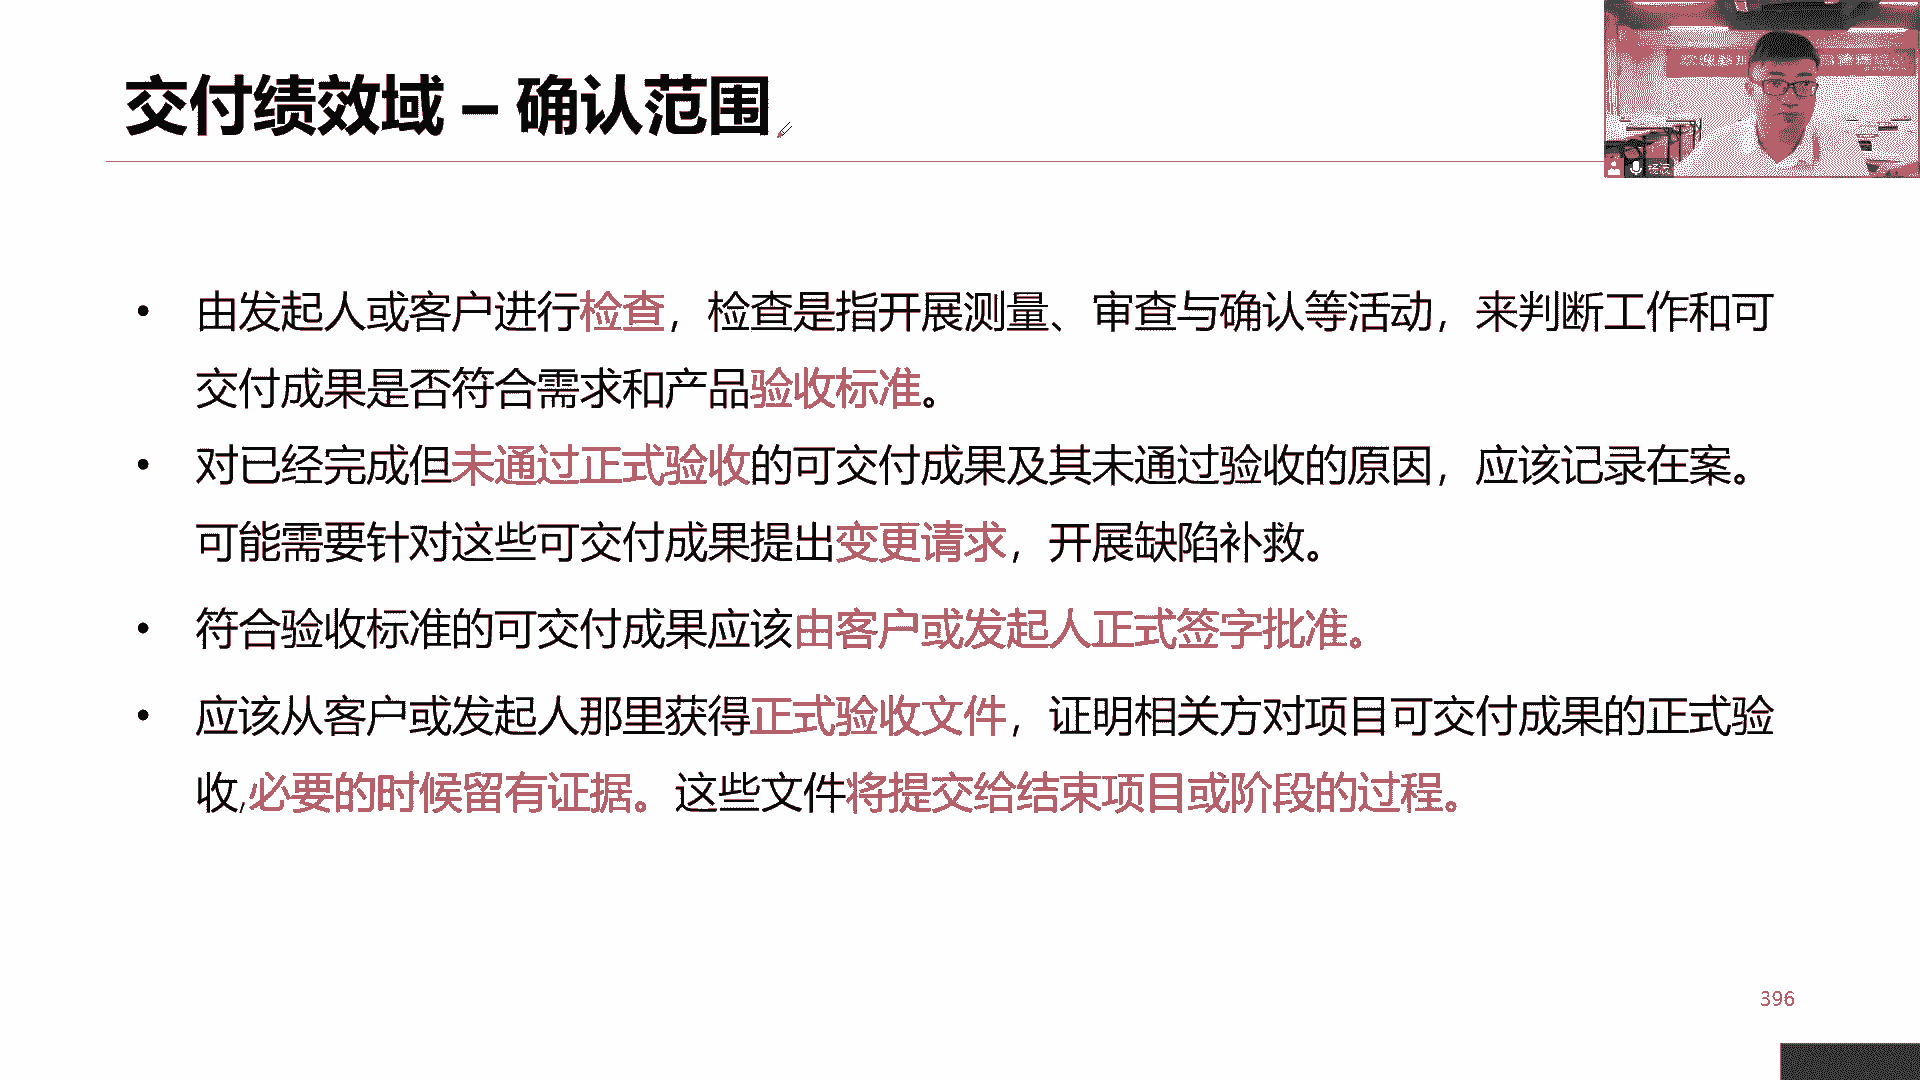 交付绩效域 – 确认范围
• 由发起人或客户进行检查，检查是指开展测量、审查与确认等活动，来判断工作和可
交付成果是否符合需求和产品验收标准。
• 对已经完成但未通过正式验收的可交付成果及其未通过验收的原因，应该记录在案。
可能需要针对这些可交付成果提出变更请求，开展缺陷补救。
• 符合验收标准的可交付成果应该由客户或发起人正式签字批准。
• 应该从客户或发起人那里获得正式验收文件，证明相关方对项目可交付成果的正式验
收,必要的时候留有证据。这些文件将提交给结束项目或阶段的过程。
396